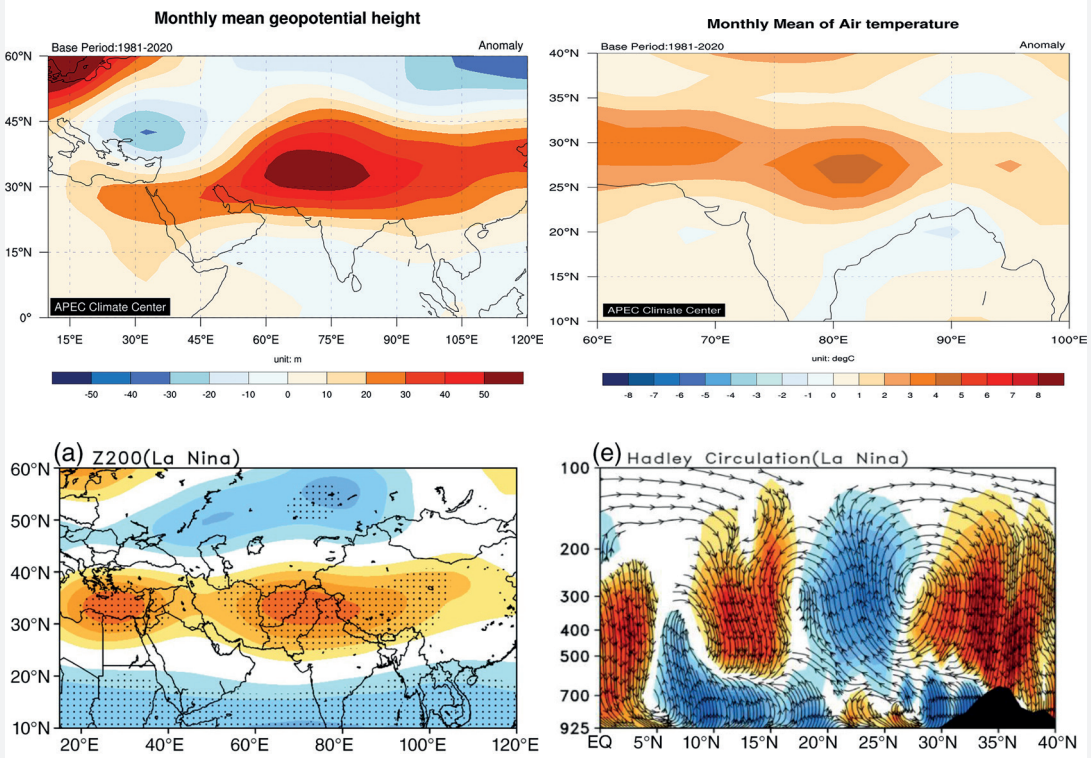 Monthly mean geopotential height
Base Period:1981-2020 Anomaly
60°N
45°N
30°N
15°N
0°
APEC Climate Center
15°E 30°E 45°E 60°E 75°E 90°E 105°E 120°E
unit: m
-50 -40 -30 -20 -10 0 10 20 30 40 50
Monthly Mean of Air temperature
Base Period:1981-2020 Anomaly
40°N
35°N
30°N
25°N
20°N
15°N
10°N
APEC Climate Center
60°E 70°E 80°E 90°E 100°E
unit: degC
-8 -7 -6 -5 -4 -3 -2 -1 0 1 2 3 4 5 6 7 8
(a) Z200(La Nina)
60°N
50°N
40°N
30°N
20°N
10°N
20°E 40°E 60°E 80°E 100°E 120°E
(e) Hadley Circulation(La Nina)
100
200
300
400
500
700
925
EQ 5°N 10°N 15°N 20°N 25°N 30°N 35°N 40°N